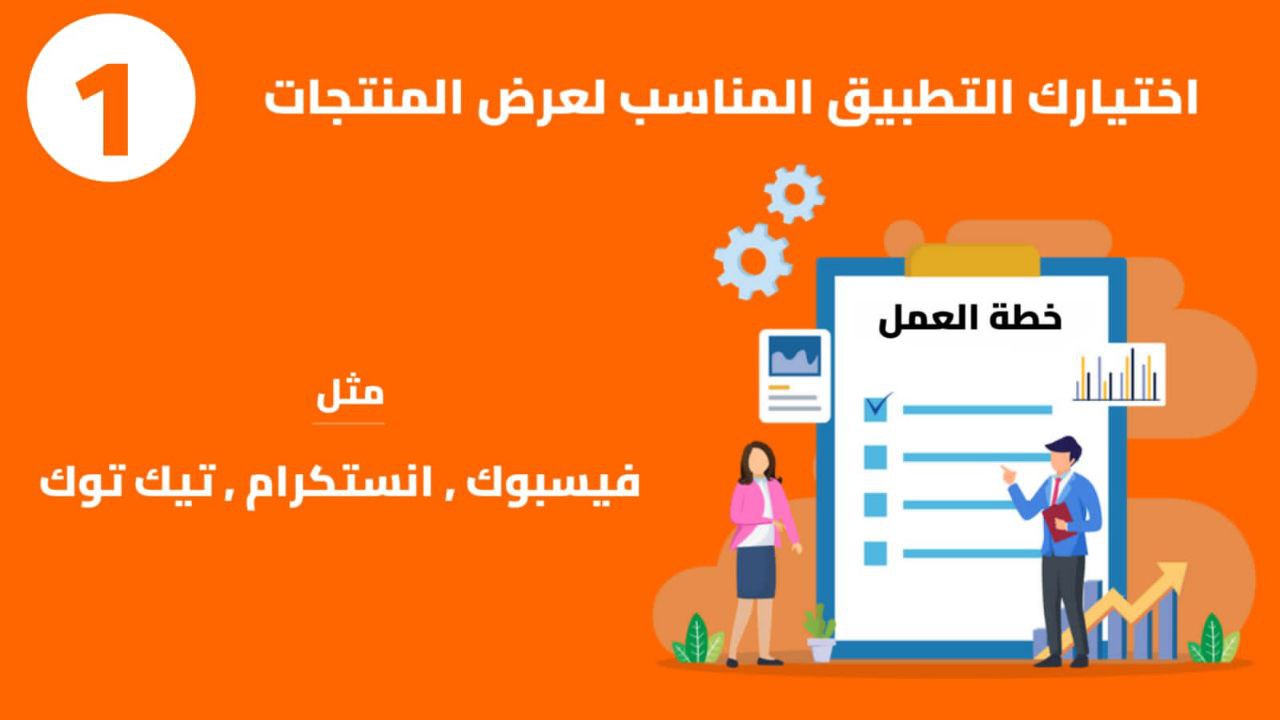 1
اختيارك التطبيق المناسب لعرض المنتجات
خطة العمل
مثل
فيسبوك , انستكرام , تيك توك